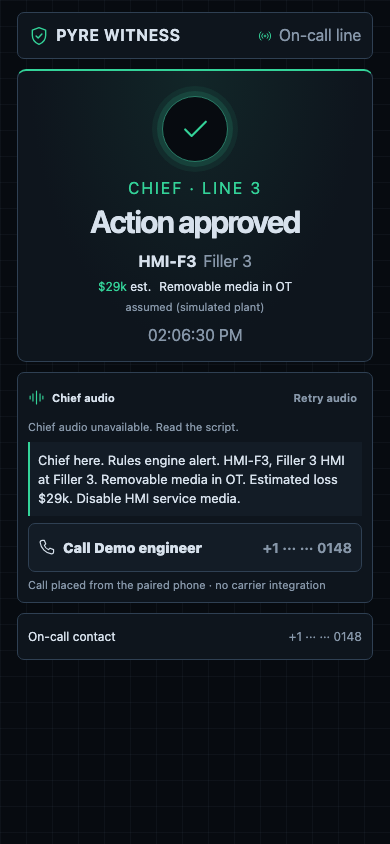 PYRE WITNESS
On-call line
CHIEF · LINE 3
Action approved
HMI-F3 Filler 3
$29k est. Removable media in OT
assumed (simulated plant)
02:06:30 PM
Chief audio
Retry audio
Chief audio unavailable. Read the script.
Chief here. Rules engine alert. HMI-F3, Filler 3 HMI
at Filler 3. Removable media in OT. Estimated loss
$29k. Disable HMI service media.
Call Demo engineer
+1 ··· ··· 0148
Call placed from the paired phone · no carrier integration
On-call contact
+1 ··· ··· 0148